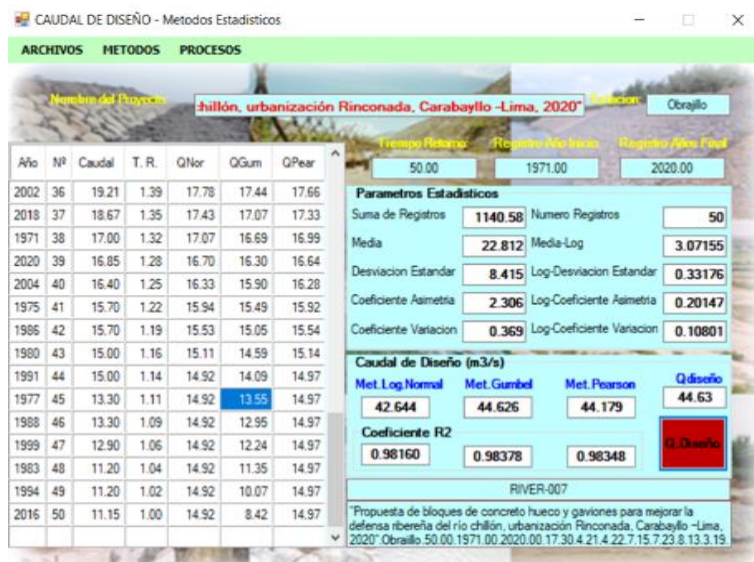 CAUDAL DE DISEÑO - Metodos Estadisticos
ARCHIVOS METODOS PROCESOS
Nombre del Proyecto: hillón, urbanización Rinconada, Carabayllo -Lima, 2020" Estacion: Obrajillo
Tiempo Retorno: Registro Año Inicio: Registro Años Final
50.00 1971.00 2020.00
Año Nº Caudal T. R. QNor QGum QPear
2002 36 19.21 1.39 17.78 17.44 17.66
2018 37 18.67 1.35 17.43 17.07 17.33
1971 38 17.00 1.32 17.07 16.69 16.99
2020 39 16.85 1.28 16.70 16.30 16.64
2004 40 16.40 1.25 16.33 15.90 16.28
1975 41 15.70 1.22 15.94 15.49 15.92
1986 42 15.70 1.19 15.53 15.05 15.54
1980 43 15.00 1.16 15.11 14.59 15.14
1991 44 15.00 1.14 14.92 14.09 14.97
1977 45 13.30 1.11 14.92 13.55 14.97
1988 46 13.30 1.09 14.92 12.95 14.97
1999 47 12.90 1.06 14.92 12.24 14.97
1983 48 11.20 1.04 14.92 11.35 14.97
1994 49 11.20 1.02 14.92 10.07 14.97
2016 50 11.15 1.00 14.92 8.42 14.97
Parametros Estadisticos
Suma de Registros 1140.58 Numero Registros 50
Media 22.812 Media-Log 3.07155
Desviacion Estandar 8.415 Log-Desviacion Estandar 0.33176
Coeficiente Asimetria 2.306 Log-Coeficiente Asimetria 0.20147
Coeficiente Variacion 0.369 Log-Coeficiente Variacion 0.10801
Caudal de Diseño (m3/s)
Met.Log.Normal Met.Gumbel Met.Pearson Qdiseño
42.644 44.626 44.179 44.63
Coeficiente R2
0.98160 0.98378 0.98348 Q.Diseño
RIVER-007
"Propuesta de bloques de concreto hueco y gaviones para mejorar la
defensa ribereña del río chillón, urbanización Rinconada, Carabayllo -Lima,
2020".Obraiillo.50.00.1971.00.2020.00.17.30.4.21.4.22.7.15.7.23.8.13.3.19.